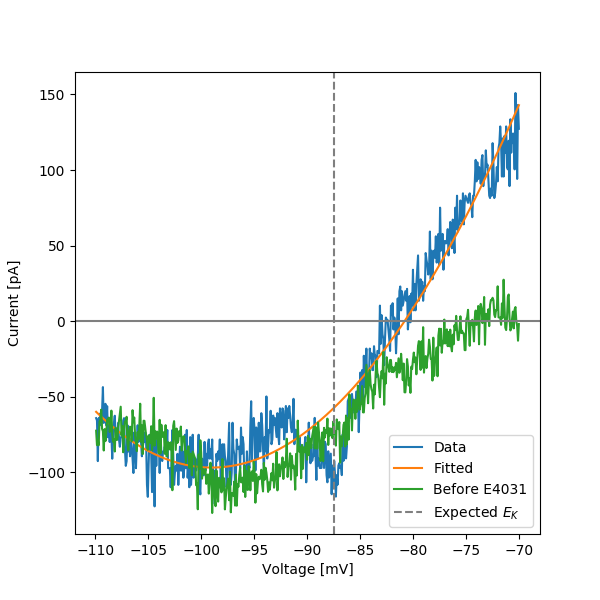 150
100
50
0
−50
−100
Current [pA]
−110
−105
−100
−95
−90
−85
−80
−75
−70
Voltage [mV]
Data
Fitted
Before E4031
Expected E_K